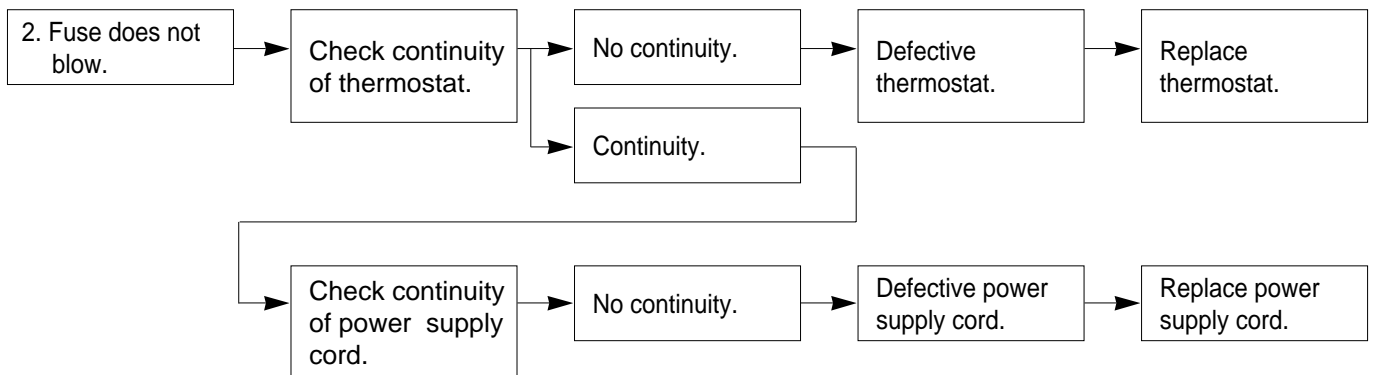 2. Fuse does not
blow.
Check continuity
of thermostat.
No continuity.
Defective
thermostat.
Replace
thermostat.
Continuity.
Check continuity
of power supply
cord.
No continuity.
Defective power
supply cord.
Replace power
supply cord.